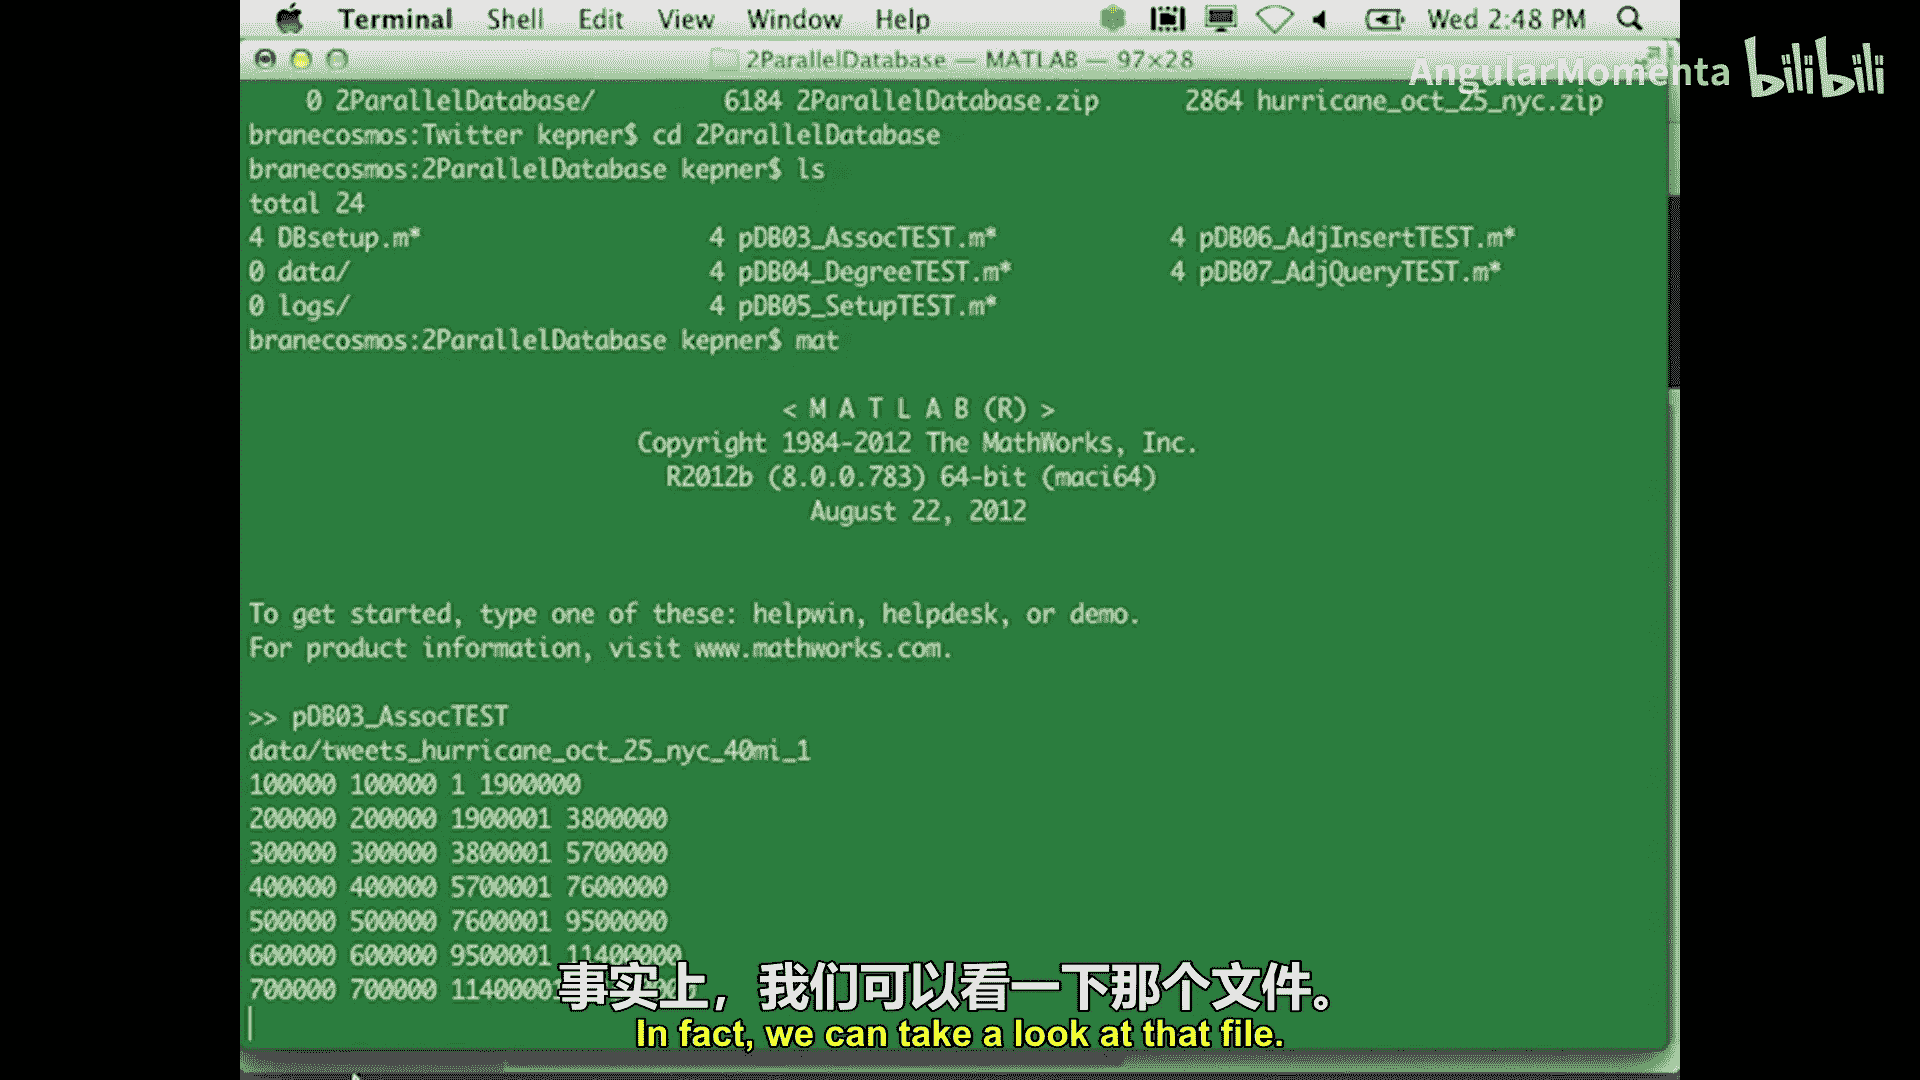 Terminal Shell Edit View Window Help Wed 2:48 PM
2ParallelDatabase — MATLAB — 97×28
AngularMomenta bilibili
0 2ParallelDatabase/ 6184 2ParallelDatabase.zip 2864 hurricane_oct_25_nyc.zip
branecosmos:Twitter kepner$ cd 2ParallelDatabase
branecosmos:2ParallelDatabase kepner$ ls
total 24
4 DBsetup.m* 4 pDB03_AssocTEST.m* 4 pDB06_AdjInsertTEST.m*
0 data/ 4 pDB04_DegreeTEST.m* 4 pDB07_AdjQueryTEST.m*
0 logs/ 4 pDB05_SetupTEST.m*
branecosmos:2ParallelDatabase kepner$ mat
< M A T L A B (R) >
Copyright 1984-2012 The MathWorks, Inc.
R2012b (8.0.0.783) 64-bit (maci64)
August 22, 2012
To get started, type one of these: helpwin, helpdesk, or demo.
For product information, visit www.mathworks.com.
>> pDB03_AssocTEST
data/tweets_hurricane_oct_25_nyc_40mi_1
100000 100000 1 1900000
200000 200000 1900001 3800000
300000 300000 3800001 5700000
400000 400000 5700001 7600000
500000 500000 7600001 9500000
600000 600000 9500001 11400000
700000 700000 11400001
事实上，我们可以看一下那个文件。
In fact, we can take a look at that file.